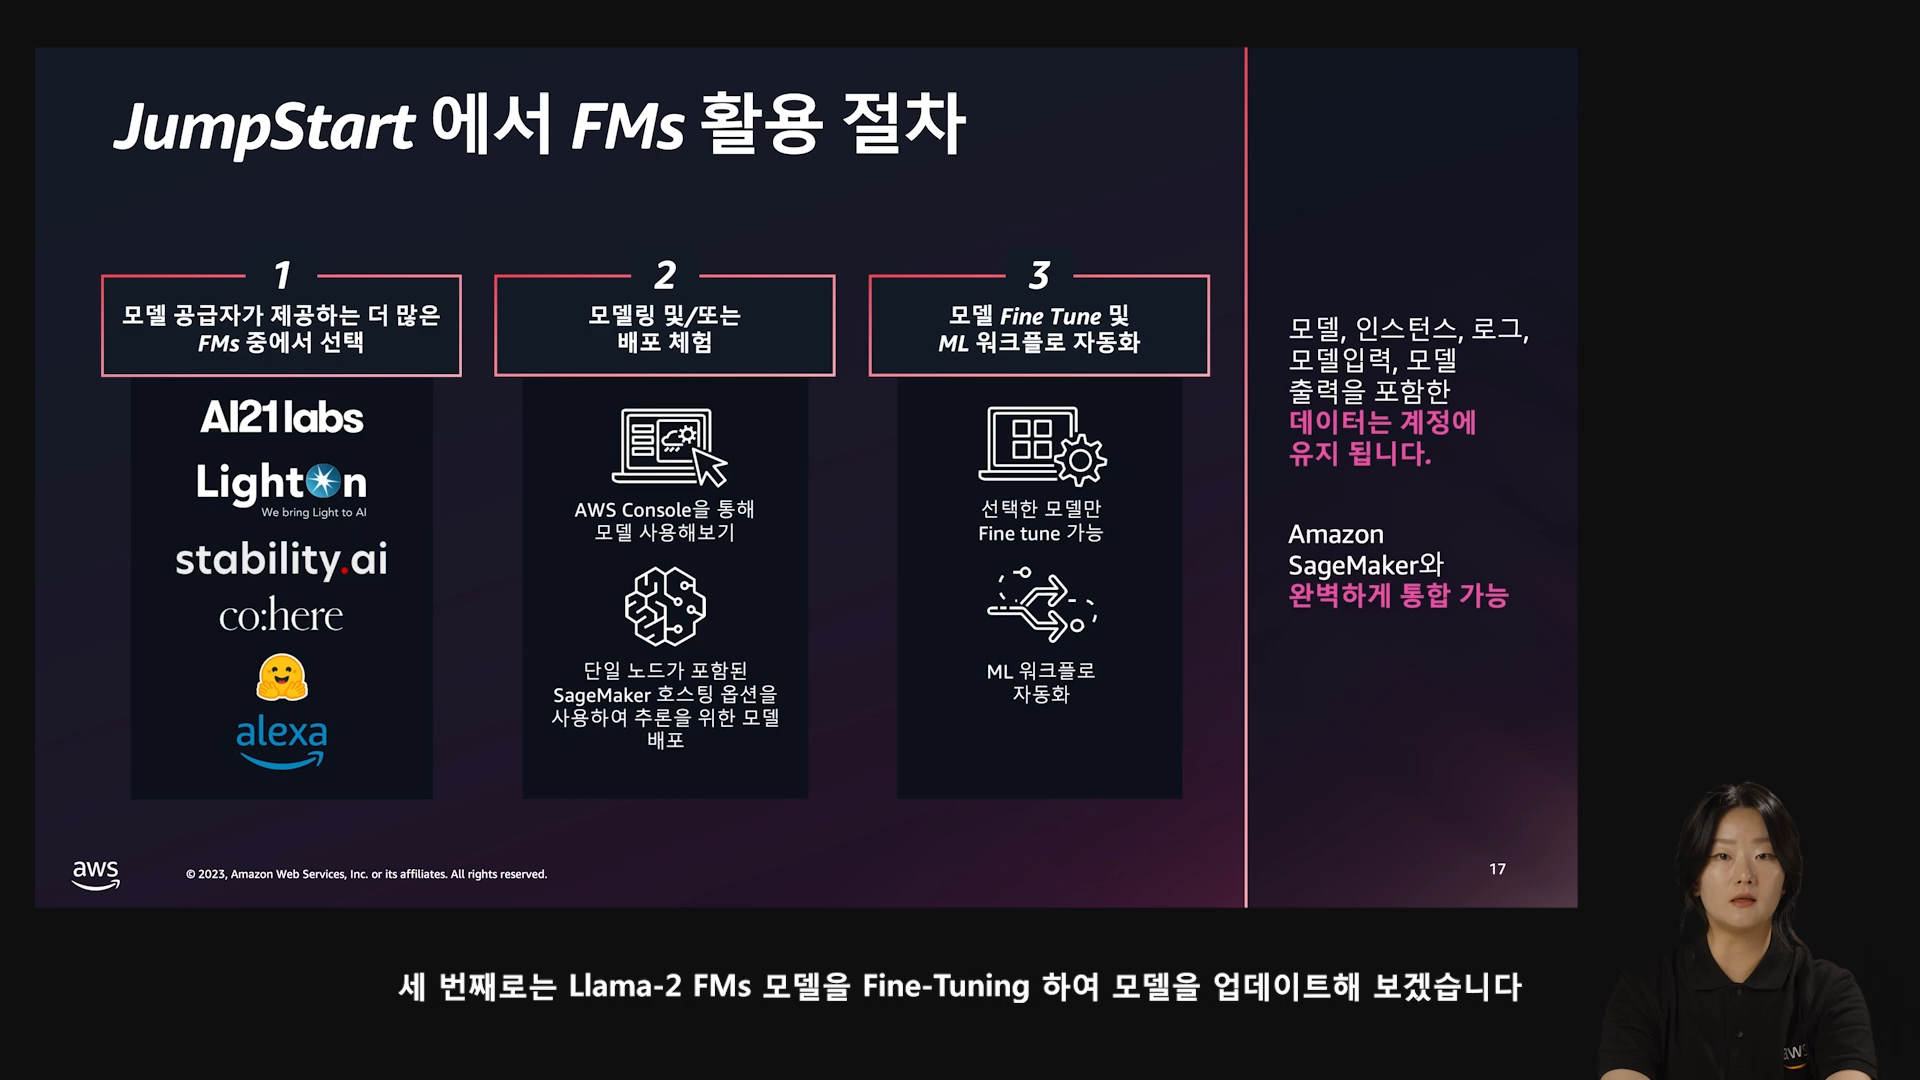 JumpStart 에서 FMs 활용 절차
1
모델 공급자가 제공하는 더 많은
FMs 중에서 선택
AI21labs
LightOn
We bring Light to AI
stability.ai
co:here
alexa
2
모델링 및/또는
배포 체험
AWS Console을 통해
모델 사용해보기
단일 노드가 포함된
SageMaker 호스팅 옵션을
사용하여 추론을 위한 모델
배포
3
모델 Fine Tune 및
ML 워크플로 자동화
선택한 모델만
Fine tune 가능
ML 워크플로
자동화
모델, 인스턴스, 로그,
모델입력, 모델
출력을 포함한
데이터는 계정에
유지 됩니다.
Amazon
SageMaker와
완벽하게 통합 가능
aws
© 2023, Amazon Web Services, Inc. or its affiliates. All rights reserved.
17
aws
세 번째로는 Llama-2 FMs 모델을 Fine-Tuning 하여 모델을 업데이트해 보겠습니다